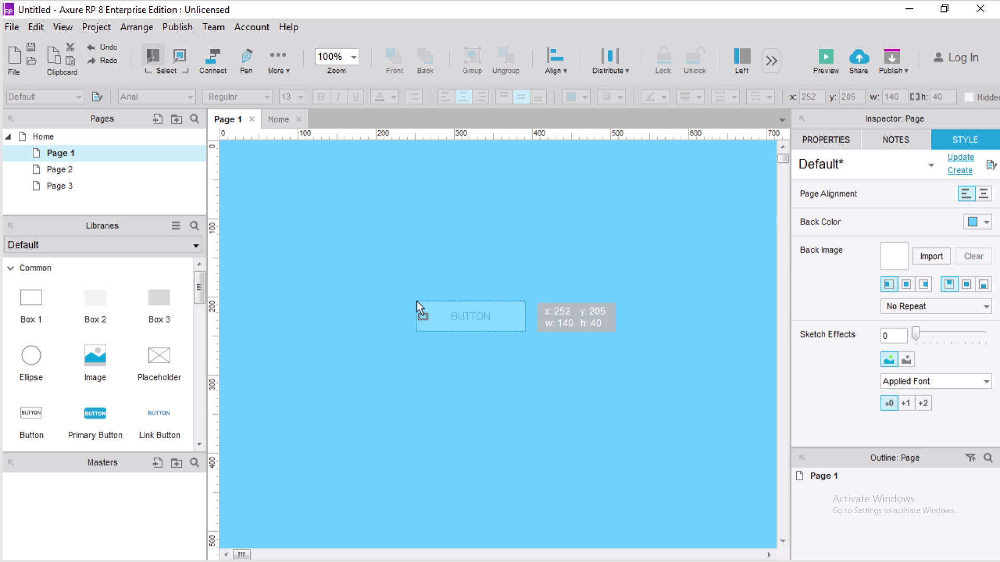 Untitled - Axure RP 8 Enterprise Edition : Unlicensed
File Edit View Project Arrange Publish Team Account Help
Undo
Redo
File Clipboard Select Connect Pen More 100% Zoom Front Back Group Ungroup Align Distribute Lock Unlock Left Preview Share Publish Log In
Default Arial Regular 13 B I U A x: 252 y: 205 w: 140 h: 40 Hidden
Pages
Home
Page 1
Page 2
Page 3
Libraries
Default
Common
Box 1 Box 2 Box 3
Ellipse Image Placeholder
BUTTON BUTTON BUTTON
Button Primary Button Link Button
Masters
Page 1 Home
0 100 200 300 400 500 600 700
0
100
200
300
400
500
BUTTON
x: 252 y: 205
w: 140 h: 40
Inspector: Page
PROPERTIES NOTES STYLE
Default* Update
Create
Page Alignment
Back Color
Back Image Import Clear
No Repeat
Sketch Effects 0
Applied Font
+0 +1 +2
Outline: Page
Page 1
Activate Windows
Go to Settings to activate Windows.